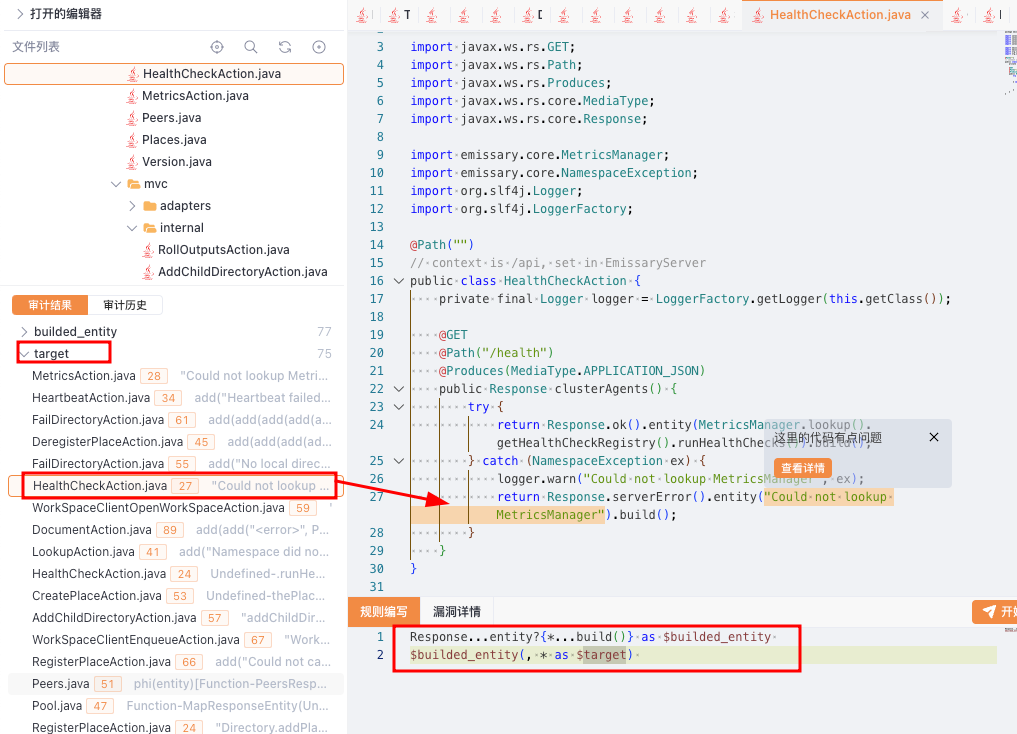 打开的编辑器
文件列表
HealthCheckAction.java
MetricsAction.java
Peers.java
Places.java
Version.java
mvc
adapters
internal
RollOutputsAction.java
AddChildDirectoryAction.java
审计结果 审计历史
builded_entity 77
target 75
MetricsAction.java 28 "Could not lookup Metri...
HeartbeatAction.java 34 add("Heartbeat failed...
FailDirectoryAction.java 61 add(add(add(add(a...
DeregisterPlaceAction.java 45 add(add(add(ad...
FailDirectoryAction.java 55 add("No local direc...
HealthCheckAction.java 27 "Could not lookup ...
WorkSpaceClientOpenWorkSpaceAction.java 59 "
DocumentAction.java 89 add(add("<error>", P...
LookupAction.java 41 add("Namespace did no...
HealthCheckAction.java 24 Undefined-.runHe...
CreatePlaceAction.java 53 Undefined-thePlac...
AddChildDirectoryAction.java 57 "addChildDir...
WorkSpaceClientEnqueueAction.java 67 "Work...
RegisterPlaceAction.java 66 add("Could not ca...
Peers.java 51 phi(entity)[Function-PeersResp...
Pool.java 47 Function-MapResponseEntity(Un...
RegisterPlaceAction.java 24 "Directory.addPla...
T D HealthCheckAction.java ×
3 import javax.ws.rs.GET;
4 import javax.ws.rs.Path;
5 import javax.ws.rs.Produces;
6 import javax.ws.rs.core.MediaType;
7 import javax.ws.rs.core.Response;
8
9 import emissary.core.MetricsManager;
10 import emissary.core.NamespaceException;
11 import org.slf4j.Logger;
12 import org.slf4j.LoggerFactory;
13
14 @Path("")
15 // context is /api, set in EmissaryServer
16 public class HealthCheckAction {
17 private final Logger logger = LoggerFactory.getLogger(this.getClass());
18
19 @GET
20 @Path("/health")
21 @Produces(MediaType.APPLICATION_JSON)
22 public Response clusterAgents() {
23 try {
24 return Response.ok().entity(MetricsManager.lookup().
getHealthCheckRegistry().runHealthChecks()).build();
这里的代码有点问题
查看详情
25 } catch (NamespaceException ex) {
26 logger.warn("Could not lookup MetricsManager", ex);
27 return Response.serverError().entity("Could not lookup
MetricsManager").build();
28 }
29 }
30 }
31
规则编写 漏洞详情 开始
1 Response...entity?{*...build()} as $builded_entity
2 $builded_entity(, * as $target)